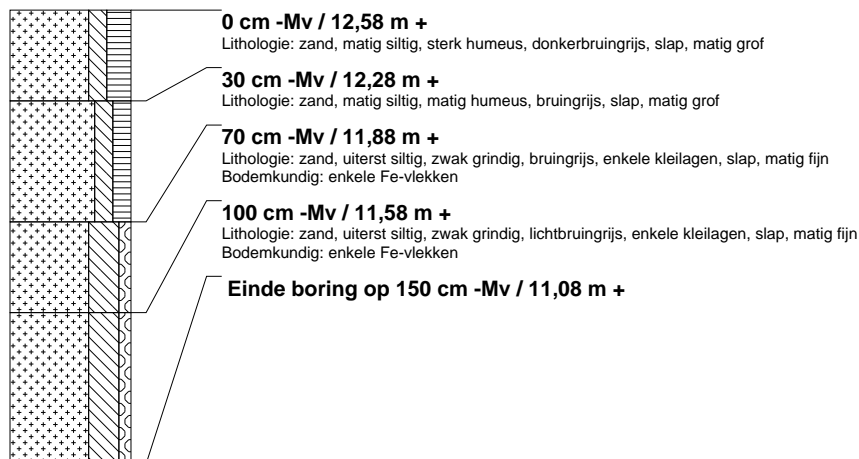 0 cm -Mv / 12,58 m +
Lithologie: zand, matig siltig, sterk humeus, donkerbruingrijs, slap, matig grof
30 cm -Mv / 12,28 m +
Lithologie: zand, matig siltig, matig humeus, bruingrijs, slap, matig grof
70 cm -Mv / 11,88 m +
Lithologie: zand, uiterst siltig, zwak grindig, bruingrijs, enkele kleilagen, slap, matig fijn
Bodemkundig: enkele Fe-vlekken
100 cm -Mv / 11,58 m +
Lithologie: zand, uiterst siltig, zwak grindig, lichtbruingrijs, enkele kleilagen, slap, matig fijn
Bodemkundig: enkele Fe-vlekken
Einde boring op 150 cm -Mv / 11,08 m +